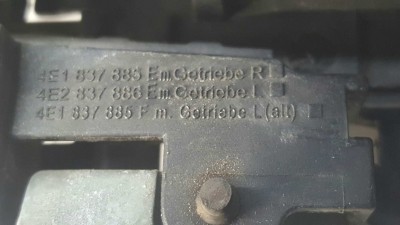 4E1 837 885 E m.Getriebe R
4E2 837 886 E m.Getriebe L
4E1 837 885 F m. Getriebe L(alt)